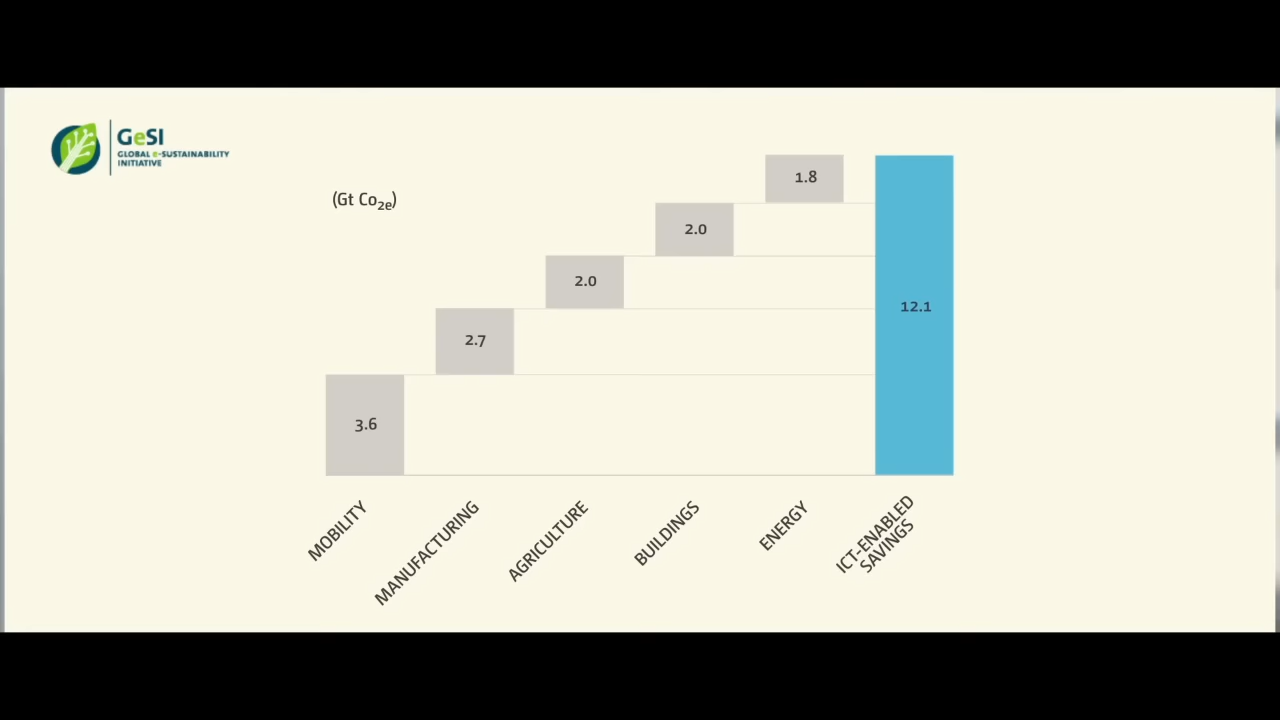 GeSI
GLOBAL e-SUSTAINABILITY
INITIATIVE
(Gt Co2e)
1.8
2.0
2.0
12.1
2.7
3.6
MOBILITY
MANUFACTURING
AGRICULTURE
BUILDINGS
ENERGY
ICT-ENABLED
SAVINGS